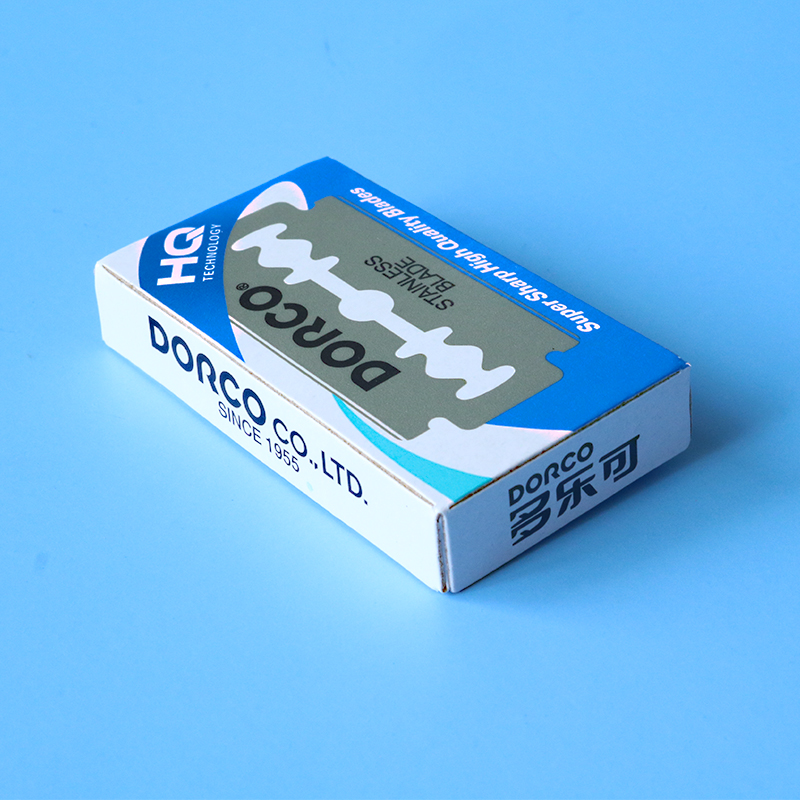 HQ
TECHNOLOGY
Super Sharp High Quality Blades
STAINLESS
BLADE
DORCO®
DORCO CO., LTD.
SINCE 1955
DORCO
多乐可